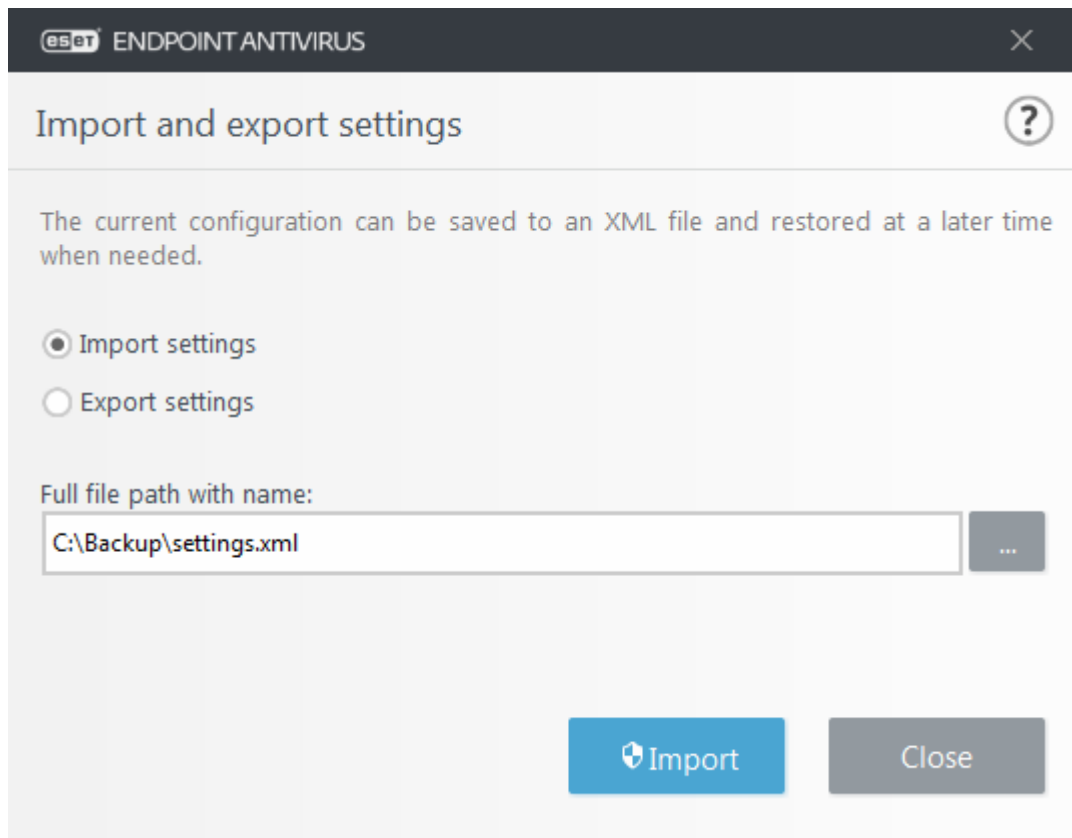 eset ENDPOINT ANTIVIRUS
Import and export settings
?
The current configuration can be saved to an XML file and restored at a later time
when needed.
Import settings
Export settings
Full file path with name:
C:\Backup\settings.xml
...
Import
Close